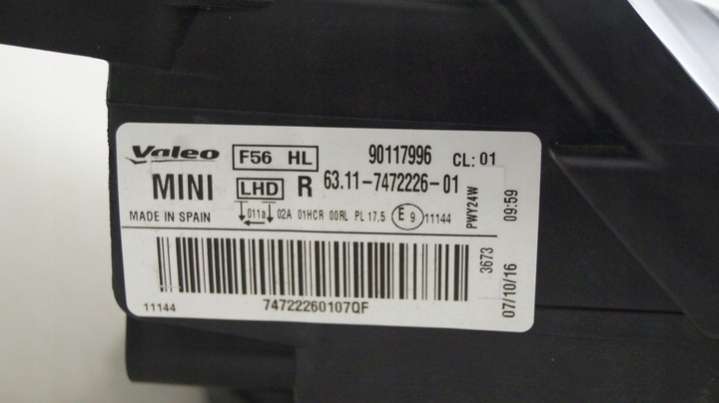 Valeo F56 HL 90117996 CL: 01
MINI LHD R 63.11-7472226-01
MADE IN SPAIN 011a 02A 01HCR 00RL PL 17.5 E 9 11144
PWY24W
3673
07/10/16 09:59
11144 74722260107QF